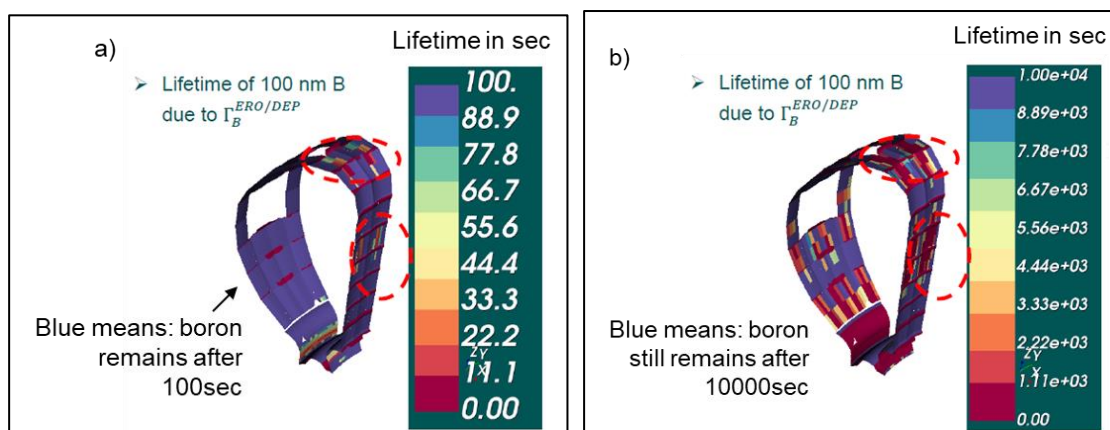 a)
Lifetime in sec
➢ Lifetime of 100 nm B
due to Γ_B^{ERO/DEP}
100.
88.9
77.8
66.7
55.6
44.4
33.3
22.2
11.1
0.00
Z Y
X
Blue means: boron
remains after
100sec
b)
Lifetime in sec
➢ Lifetime of 100 nm B
due to Γ_B^{ERO/DEP}
1.00e+04
8.89e+03
7.78e+03
6.67e+03
5.56e+03
4.44e+03
3.33e+03
2.22e+03
1.11e+03
0.00
Z Y
X
Blue means: boron
still remains after
10000sec